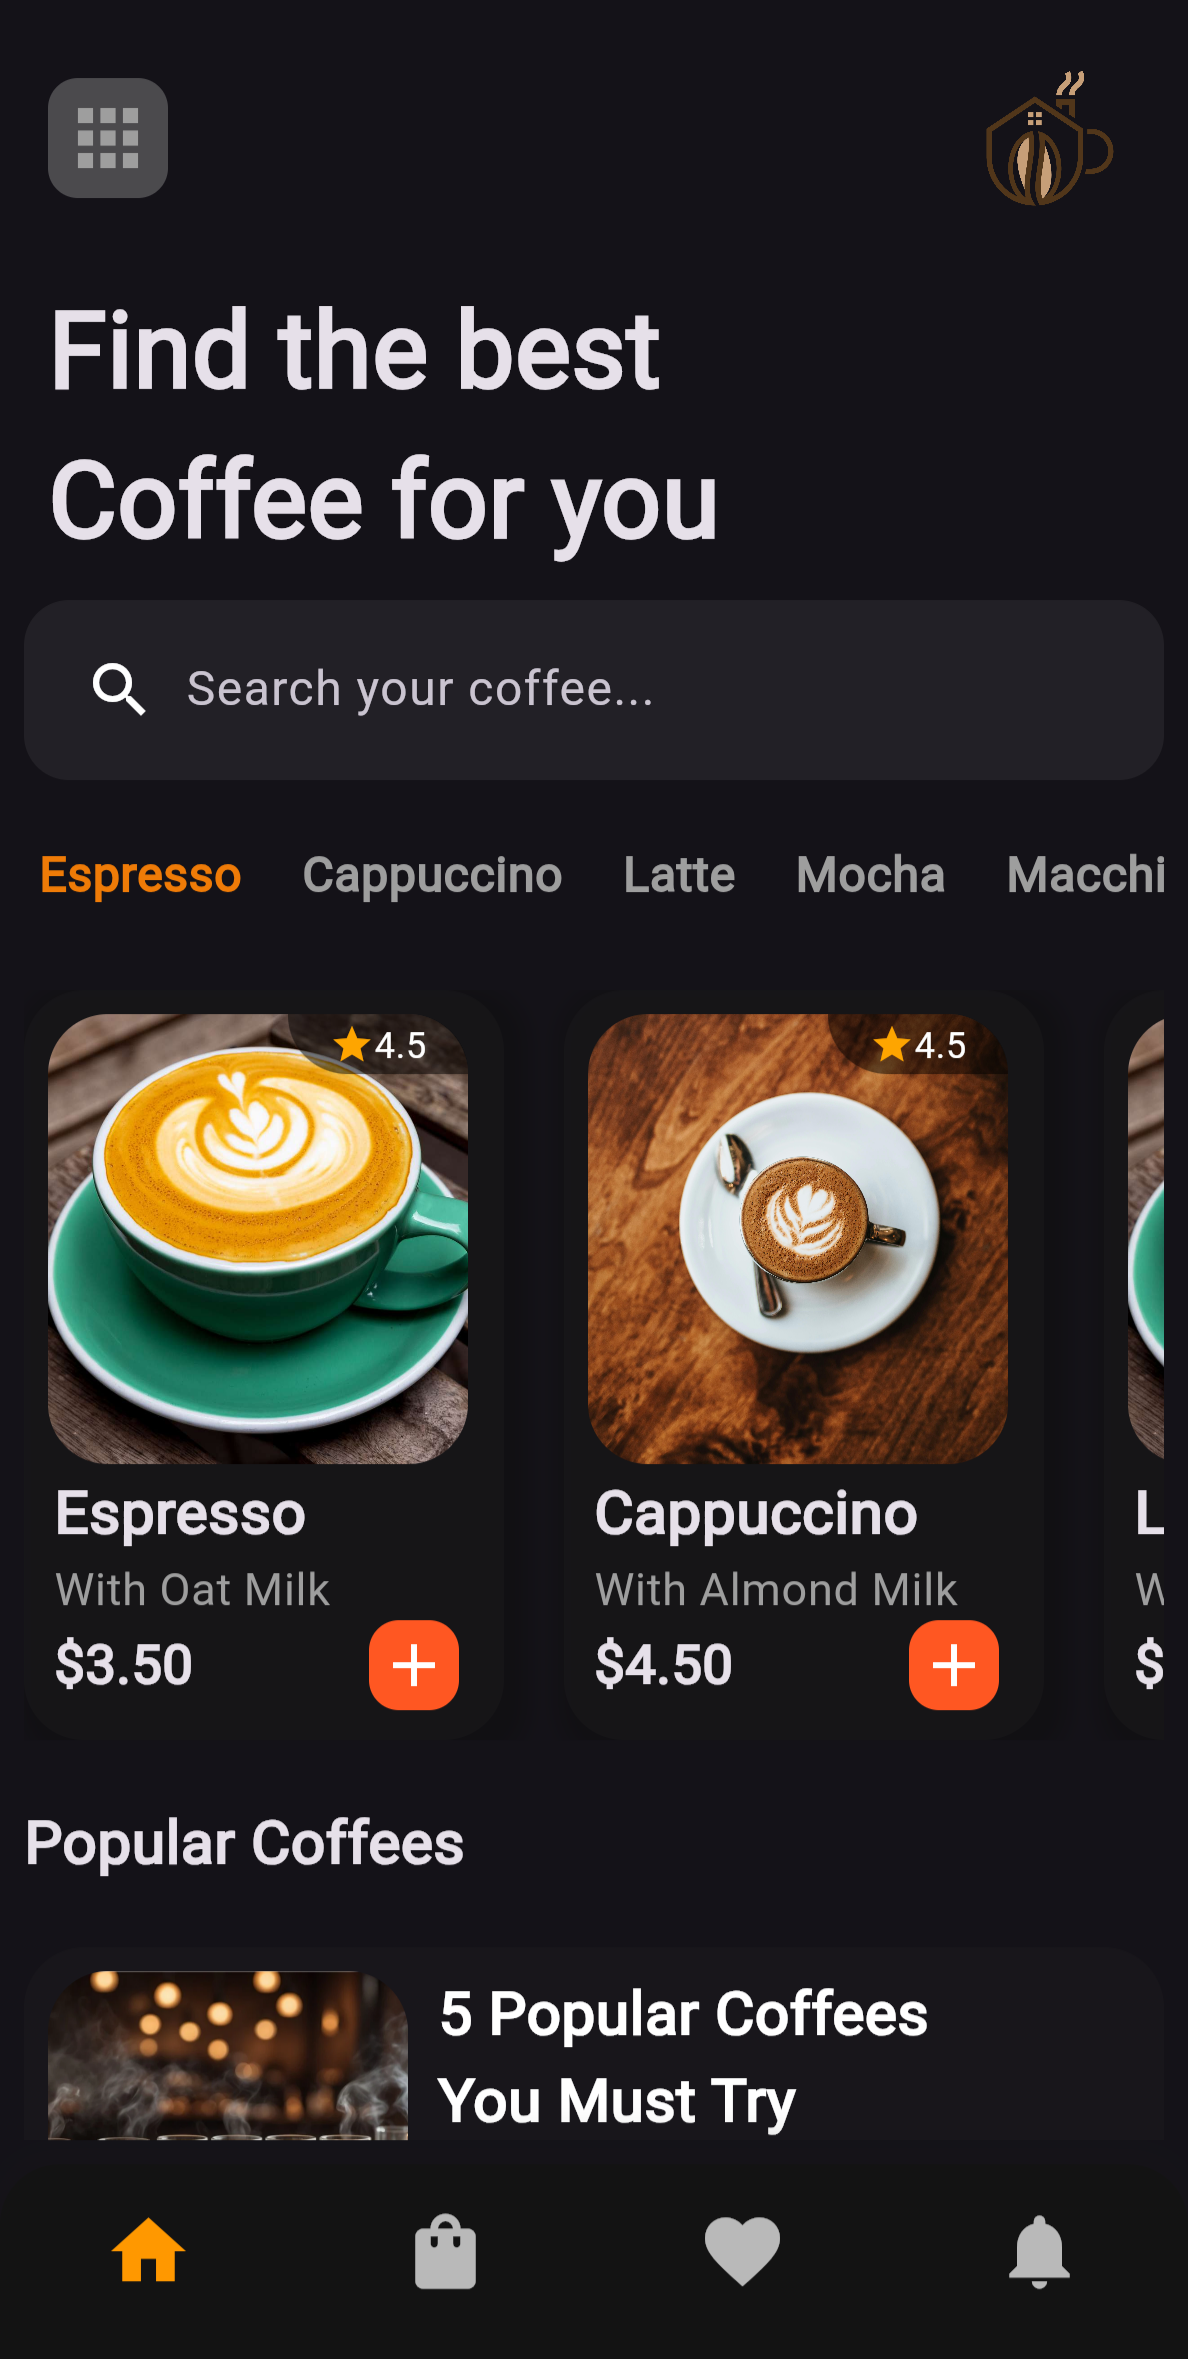 Find the best
Coffee for you
Search your coffee...
Espresso Cappuccino Latte Mocha Macchi
4.5
4.5
Espresso
With Oat Milk
$3.50
Cappuccino
With Almond Milk
$4.50
L
W
$
Popular Coffees
5 Popular Coffees
You Must Try